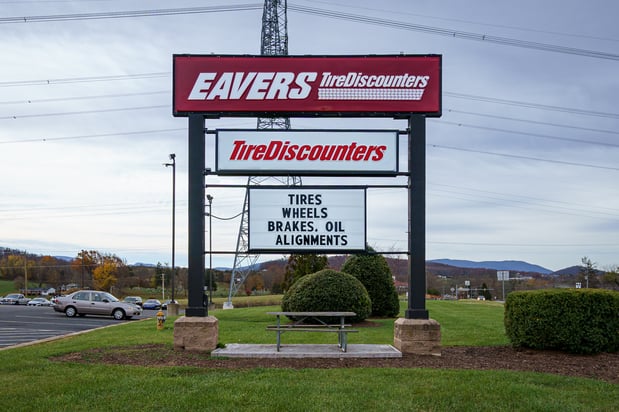 EAVERS TireDiscounters
TireDiscounters
TIRES
WHEELS
BRAKES, OIL
ALIGNMENTS